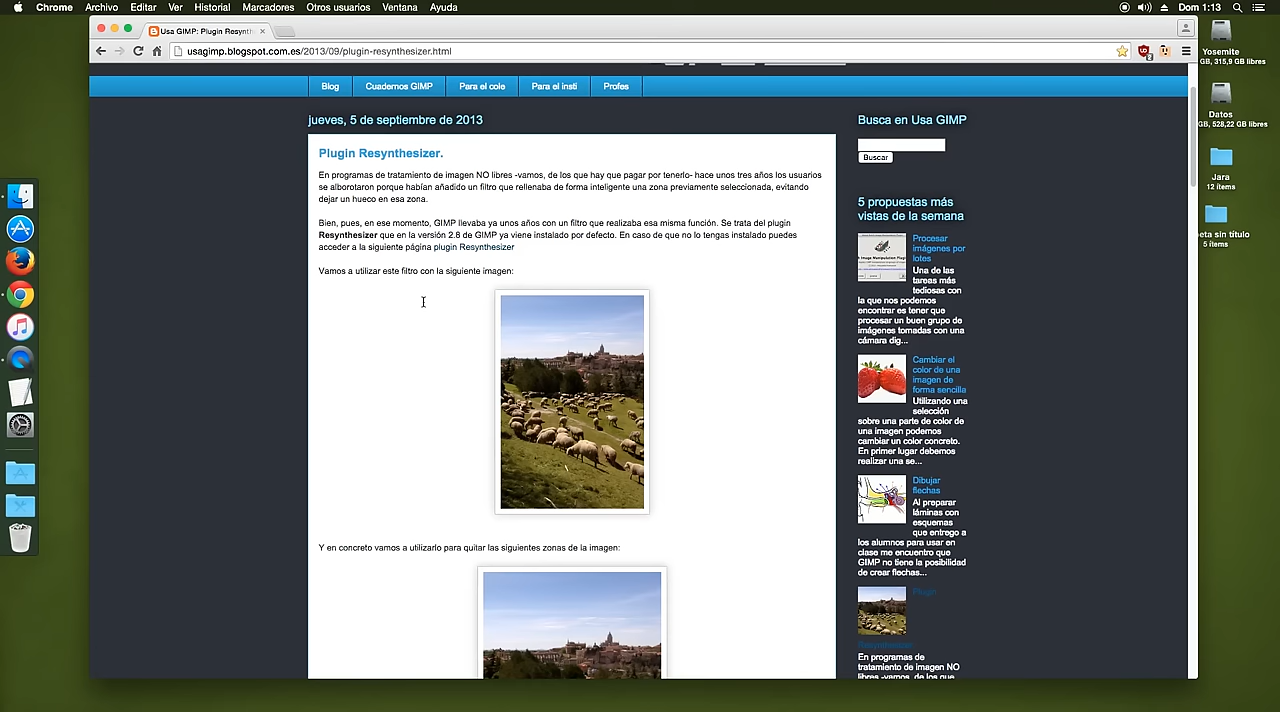 Chrome Archivo Editar Ver Historial Marcadores Otros usuarios Ventana Ayuda
Dom 1:13
Usa GIMP: Plugin Resynth
usagimp.blogspot.com.es/2013/09/plugin-resynthesizer.html
Yosemite
GB, 315,9 GB libres
Datos
GB, 528,22 GB libres
Jara
12 ítems
eta sin título
5 ítems
Blog Cuadernos GIMP Para el cole Para el insti Profes
jueves, 5 de septiembre de 2013
Plugin Resynthesizer.
En programas de tratamiento de imagen NO libres -vamos, de los que hay que pagar por tenerlo- hace unos tres años los usuarios
se alborotaron porque habían añadido un filtro que rellenaba de forma inteligente una zona previamente seleccionada, evitando
dejar un hueco en esa zona.
Bien, pues, en ese momento, GIMP llevaba ya unos años con un filtro que realizaba esa misma función. Se trata del plugin
Resynthesizer que en la versión 2.8 de GIMP ya viene instalado por defecto. En caso de que no lo tengas instalado puedes
acceder a la siguiente página plugin Resynthesizer
Vamos a utilizar este filtro con la siguiente imagen:
Y en concreto vamos a utilizarlo para quitar las siguientes zonas de la imagen:
Busca en Usa GIMP
Buscar
5 propuestas más
vistas de la semana
Procesar
imágenes por
lotes
Una de las
tareas más
tediosas con
la que nos podemos
encontrar es tener que
procesar un buen grupo de
imágenes tomadas con una
cámara dig...
Cambiar el
color de una
imagen de
forma sencilla
Utilizando una
selección
sobre una parte de color de
una imagen podemos
cambiar un color concreto.
En primer lugar debemos
realizar una se...
Dibujar
flechas
Al preparar
láminas con
esquemas
que entrego a
los alumnos para usar en
clase me encuentro que
GIMP no tiene la posibilidad
de crear flechas...
Plugin
Resynthesizer.
En programas de
tratamiento de imagen NO
libres -vamos, de los que